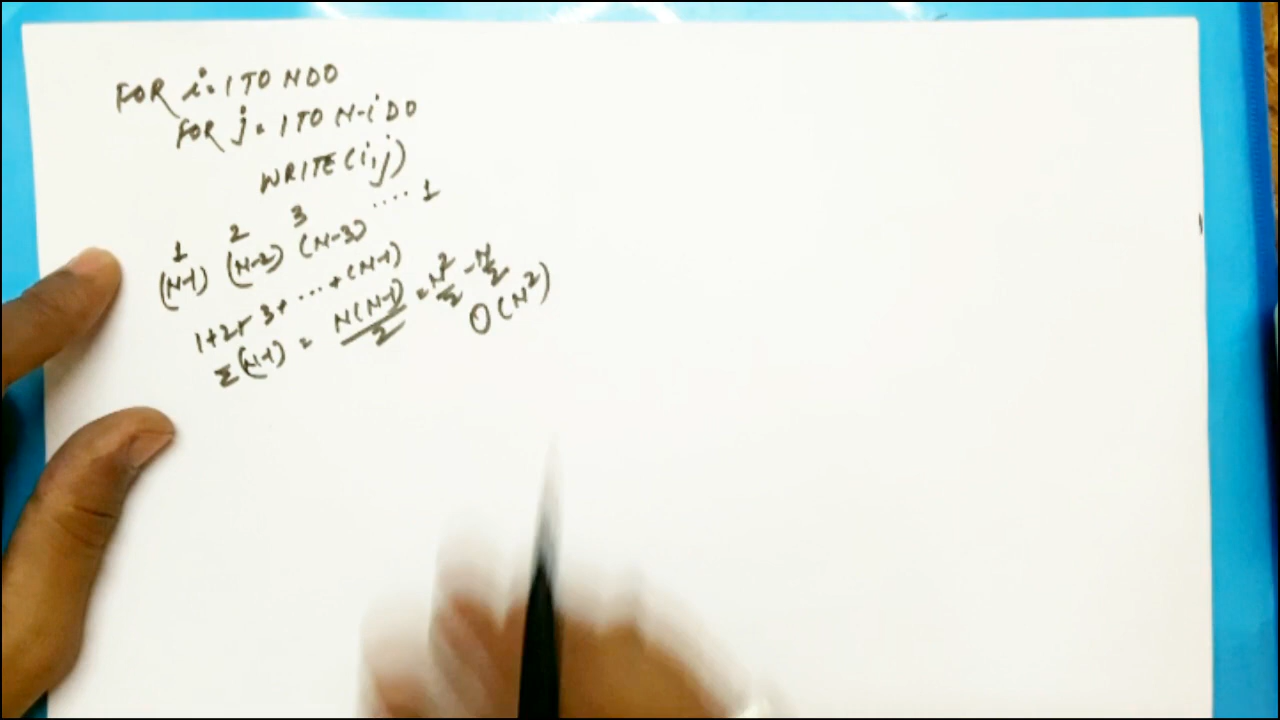 FOR i = 1 TO N DO
FOR j = 1 TO N-i DO
WRITE(i,j)
1 2 3 .... 1
(N-1) (N-2) (N-3)
1+2+3+ ... +(N-1)
Σ(N-1) = N(N-1)/2 = N²/2 - N/2
O(N²)